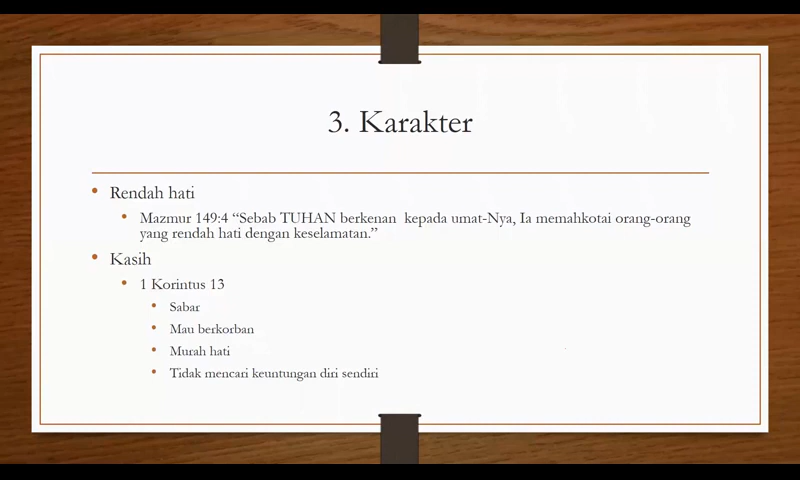 3. Karakter
Rendah hati
Mazmur 149:4 “Sebab TUHAN berkenan kepada umat-Nya, Ia memahkotai orang-orang
yang rendah hati dengan keselamatan.”
Kasih
1 Korintus 13
Sabar
Mau berkorban
Murah hati
Tidak mencari keuntungan diri sendiri